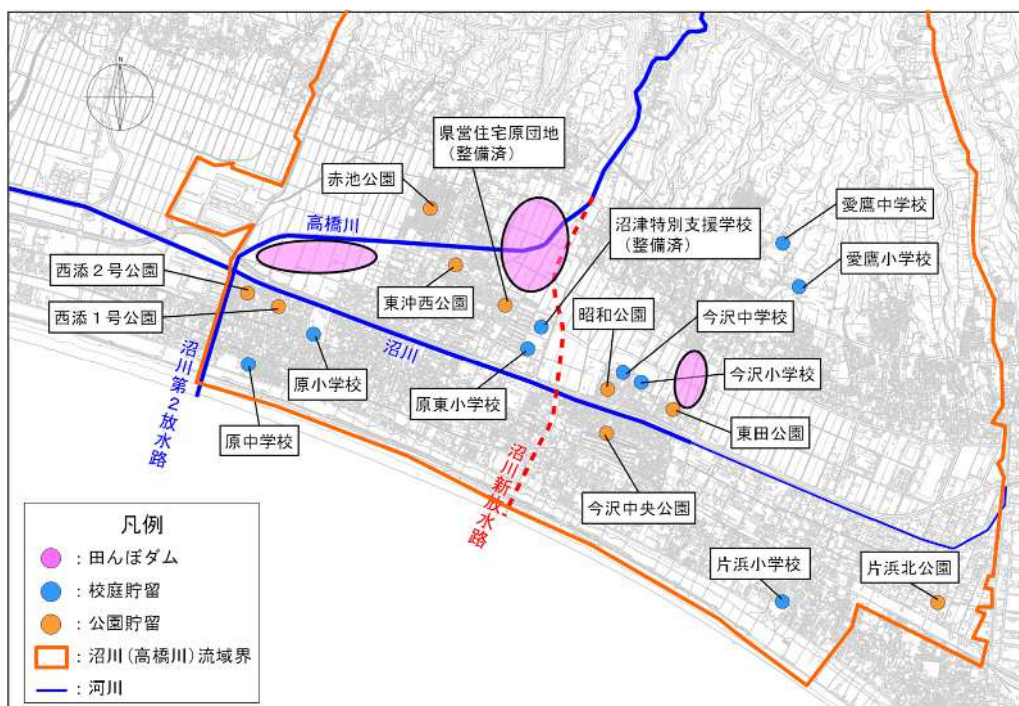 N
県営住宅原団地
(整備済)
赤池公園
沼津特別支援学校
(整備済)
愛鷹中学校
高橋川
愛鷹小学校
西添２号公園
東沖西公園
昭和公園
今沢中学校
西添１号公園
沼川
今沢小学校
原小学校
原東小学校
東田公園
沼川第２放水路
原中学校
沼川新放水路
今沢中央公園
凡例
：田んぼダム
：校庭貯留
：公園貯留
：沼川(高橋川)流域界
：河川
片浜小学校
片浜北公園